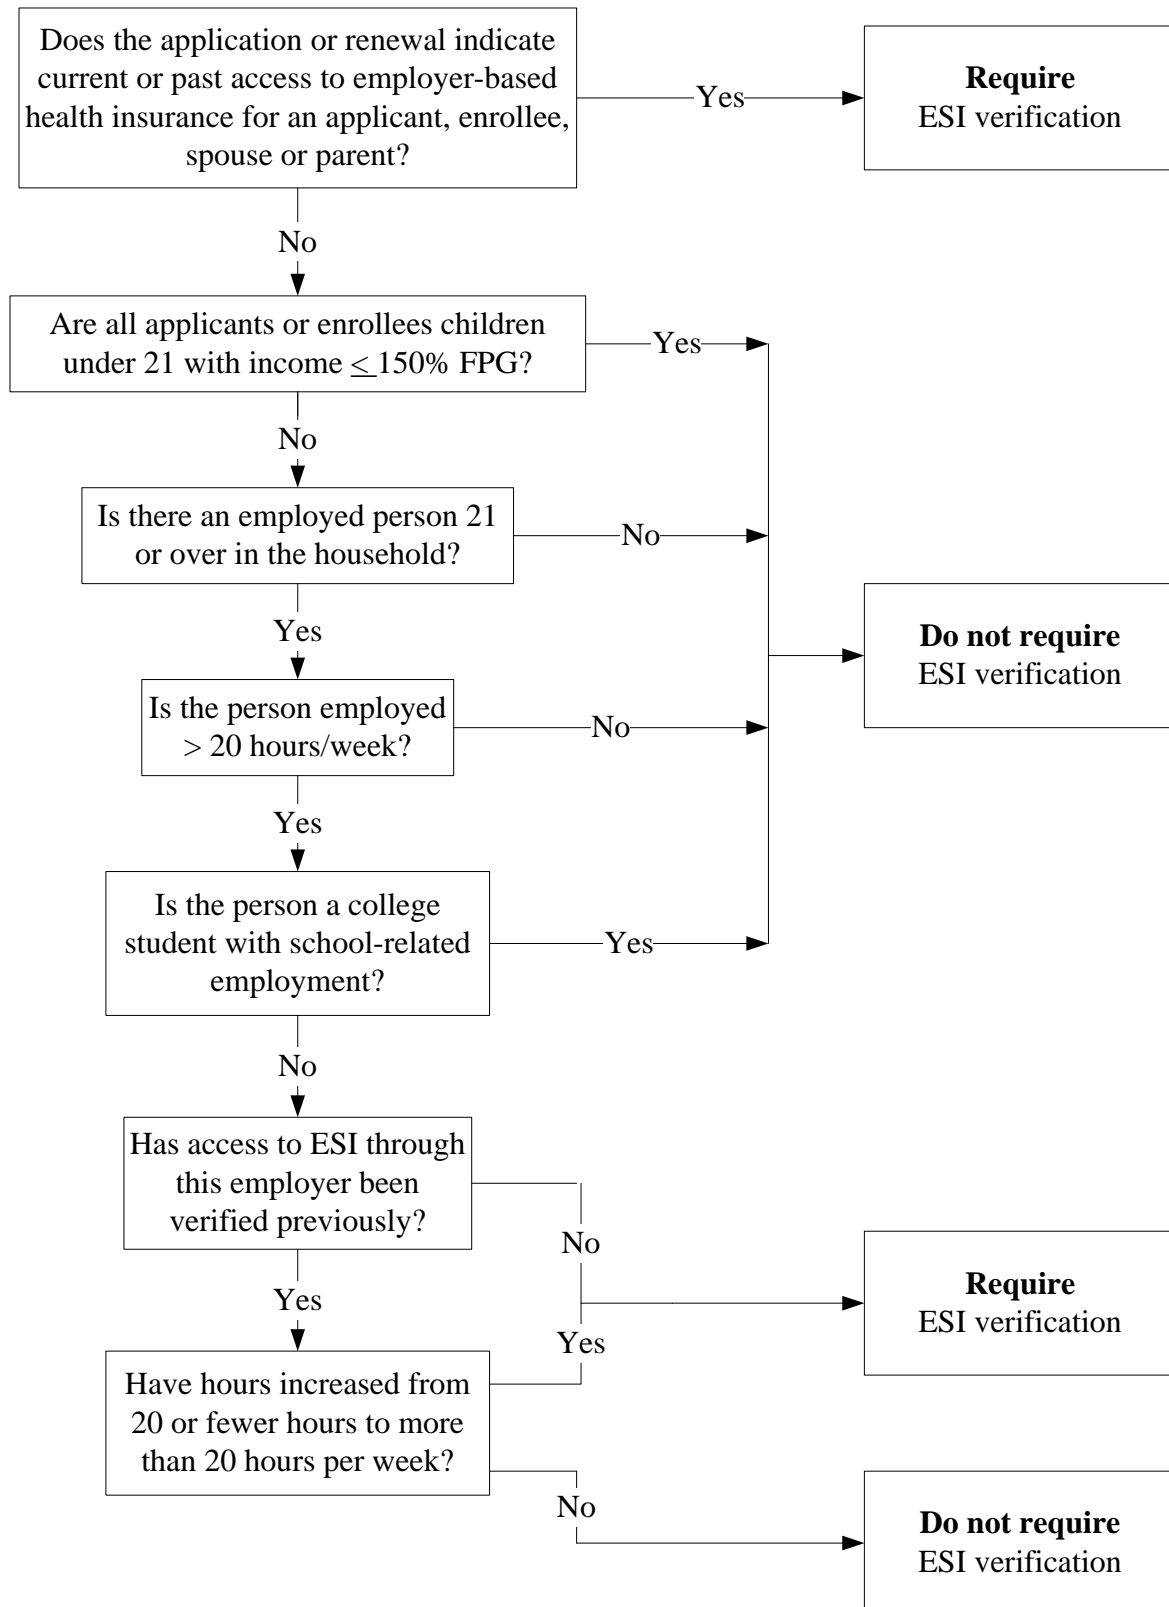 Does the application or renewal indicate
current or past access to employer-based
health insurance for an applicant, enrollee,
spouse or parent?
Yes
Require
ESI verification
No
Are all applicants or enrollees children
under 21 with income < 150% FPG?
Yes
No
Is there an employed person 21
or over in the household?
No
Yes
Do not require
ESI verification
Is the person employed
> 20 hours/week?
No
Yes
Is the person a college
student with school-related
employment?
Yes
No
Has access to ESI through
this employer been
verified previously?
No
Yes
Require
ESI verification
Yes
Have hours increased from
20 or fewer hours to more
than 20 hours per week?
No
Do not require
ESI verification